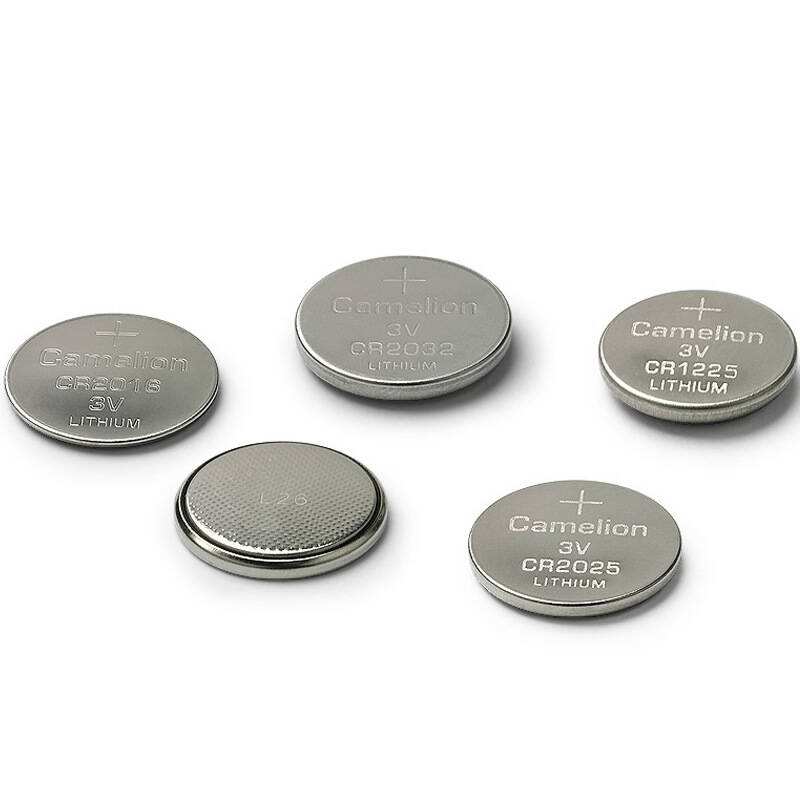 +
Camelion
CR2016
3V
LITHIUM
+
Camelion
3V
CR2032
LITHIUM
+
Camelion
3V
CR1225
LITHIUM
L26
+
Camelion
3V
CR2025
LITHIUM